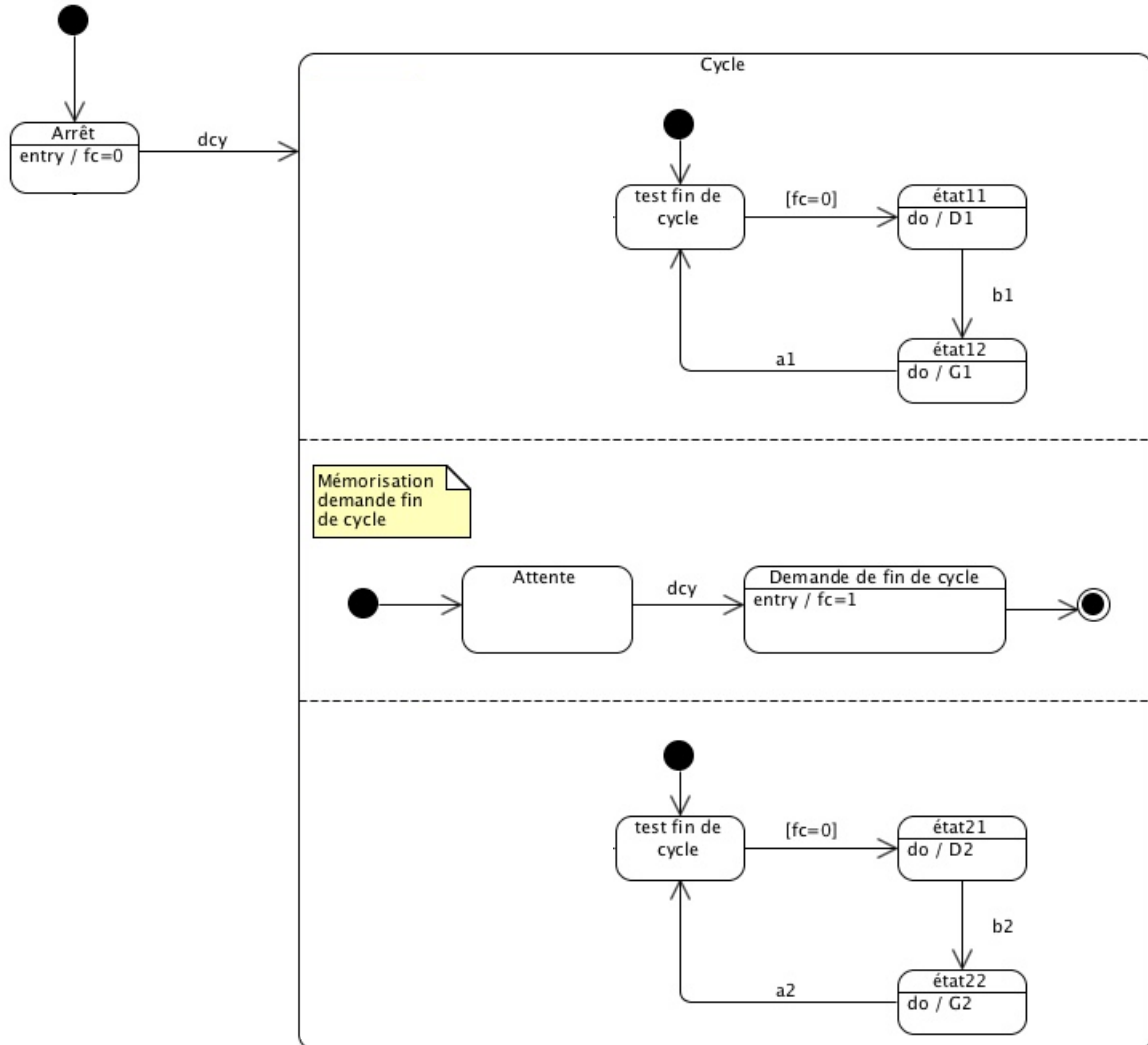 Cycle
Arrêt
entry / fc=0
dcy
test fin de
cycle
[fc=0]
état11
do / D1
b1
état12
do / G1
a1
Mémorisation
demande fin
de cycle
Attente
dcy
Demande de fin de cycle
entry / fc=1
test fin de
cycle
[fc=0]
état21
do / D2
b2
état22
do / G2
a2